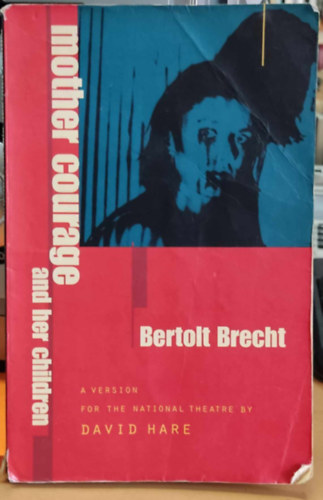 mother courage
and her children
Bertolt Brecht
A VERSION
FOR THE NATIONAL THEATRE BY
DAVID HARE